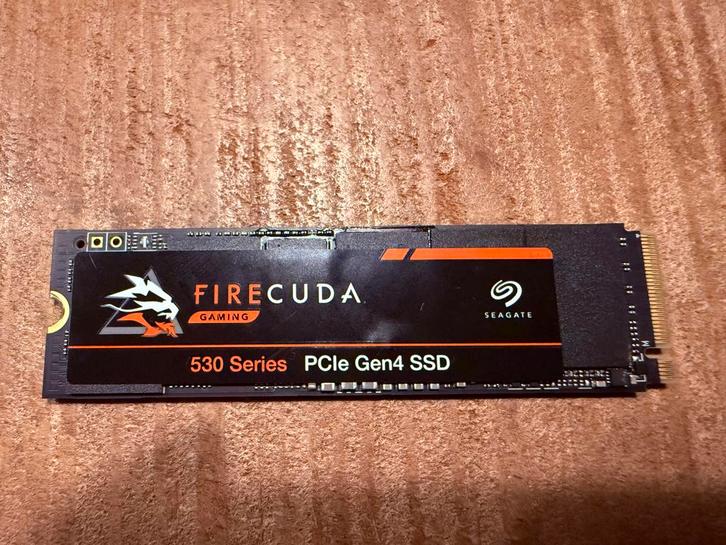 FIRECUDA
GAMING
SEAGATE
530 Series PCIe Gen4 SSD
M